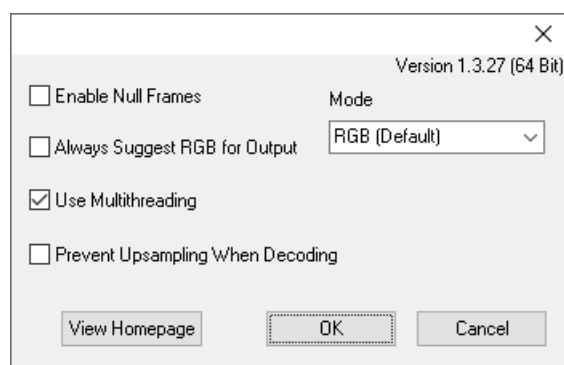 Version 1.3.27 (64 Bit)
Enable Null Frames
Mode
Always Suggest RGB for Output
RGB (Default)
Use Multithreading
Prevent Upsampling When Decoding
View Homepage
OK
Cancel